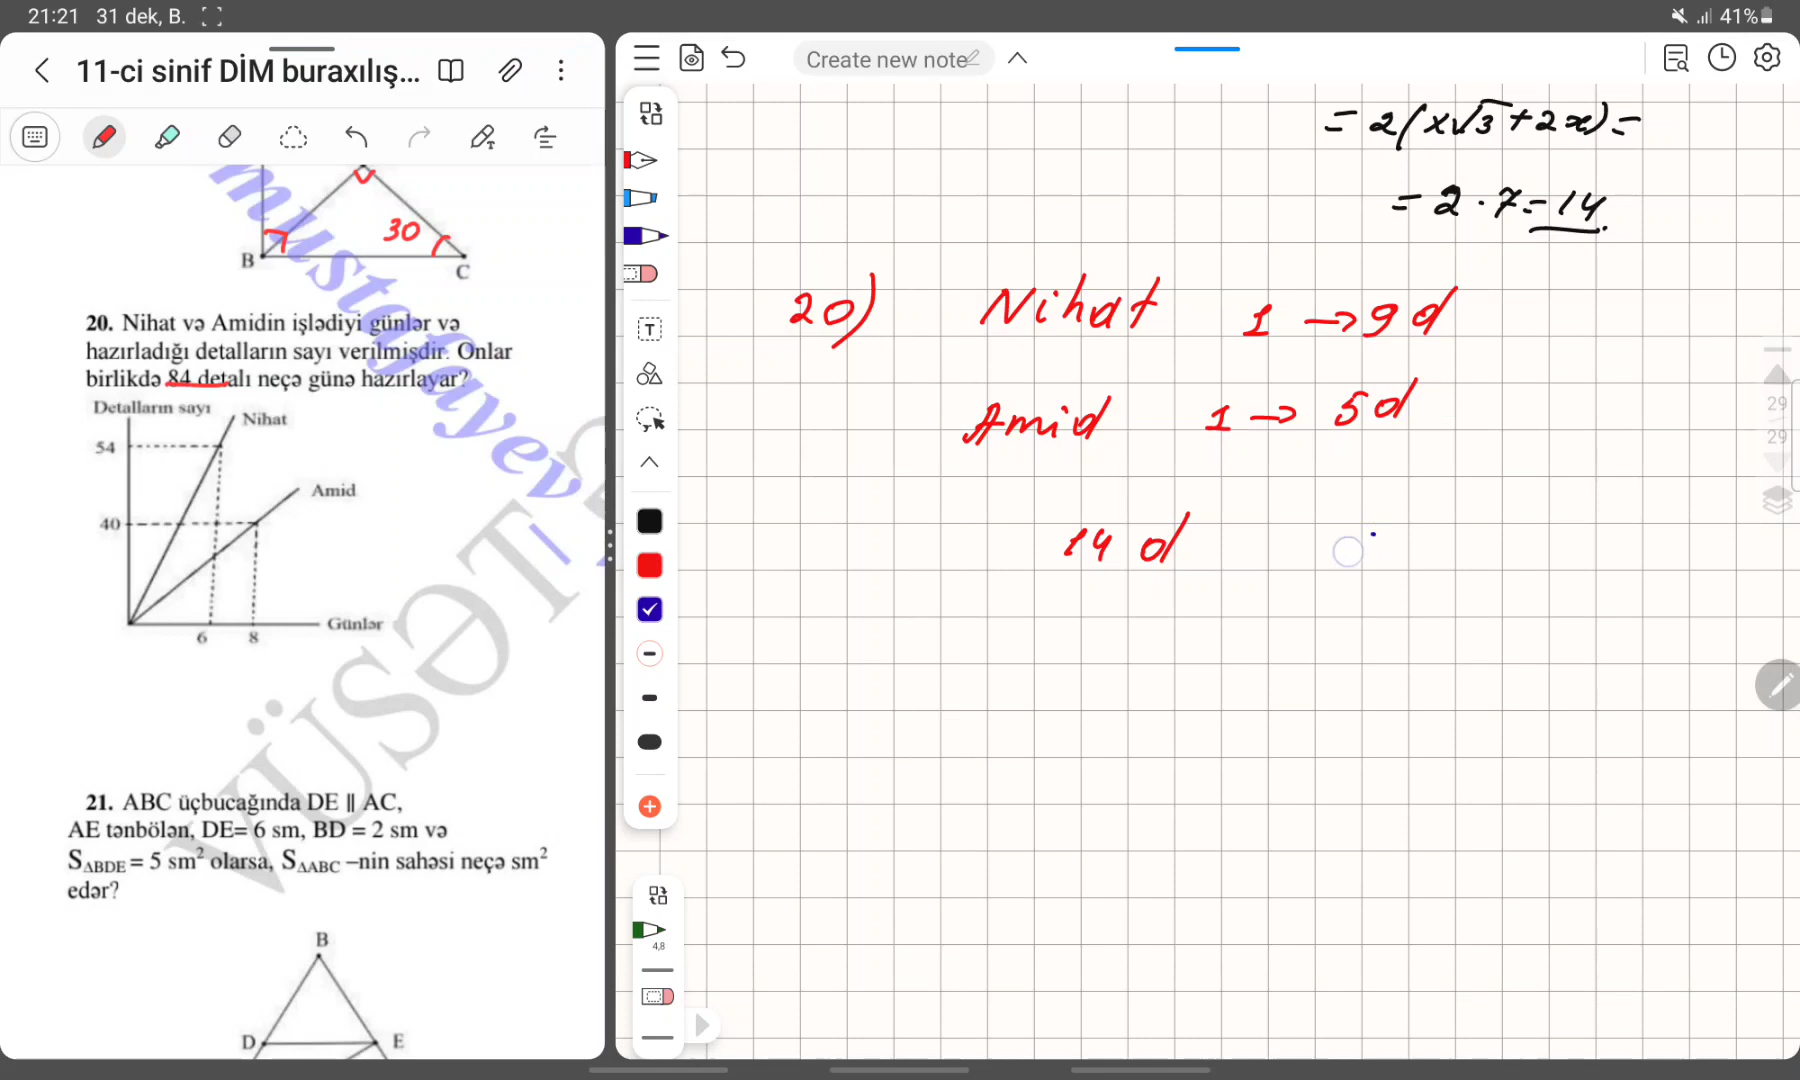 21:21 31 dek, B.
41%
11-ci sinif DİM buraxılış...
Create new note
mustafayev
VÜSƏT
30
B
C
20. Nihat və Amidin işlədiyi günlər və
hazırladığı detalların sayı verilmişdir. Onlar
birlikdə 84 detalı neçə günə hazırlayar?
Detalların sayı
Nihat
54
Amid
40
Günlər
6 8
21. ABC üçbucağında DE || AC,
AE tənbölən, DE= 6 sm, BD = 2 sm və
S∆BDE = 5 sm² olarsa, S∆ABC –nin sahəsi neçə sm²
edər?
B
D
E
T
4,8
= 2(x√3+2x)=
= 2·7=14
20) Nihat 1 → 9 d
Amid 1 → 5 d
14 d
29
29